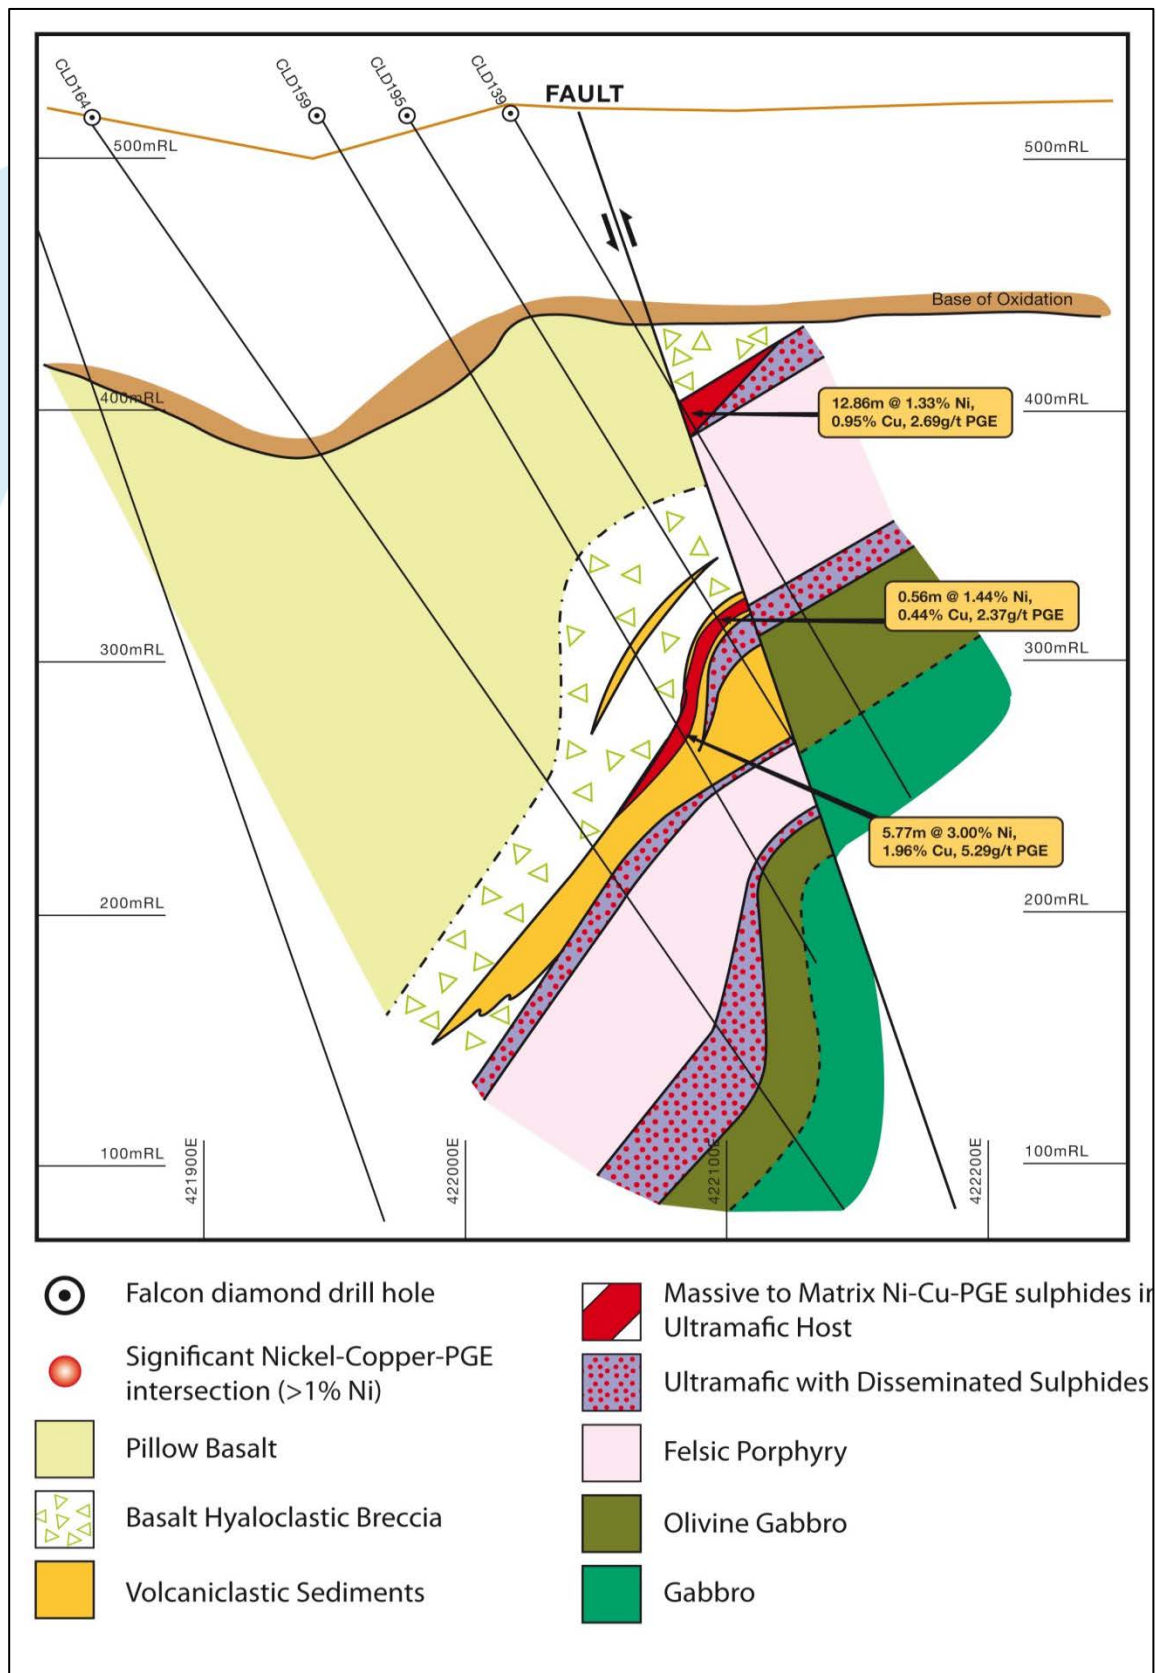 CLD164
CLD159
CLD195
CLD139
FAULT
500mRL
500mRL
Base of Oxidation
400mRL
400mRL
12.86m @ 1.33% Ni,
0.95% Cu, 2.69g/t PGE
0.56m @ 1.44% Ni,
0.44% Cu, 2.37g/t PGE
300mRL
300mRL
5.77m @ 3.00% Ni,
1.96% Cu, 5.29g/t PGE
200mRL
200mRL
100mRL
100mRL
421900E
422000E
422100E
422200E
Falcon diamond drill hole
Significant Nickel-Copper-PGE
intersection (>1% Ni)
Pillow Basalt
Basalt Hyaloclastic Breccia
Volcaniclastic Sediments
Massive to Matrix Ni-Cu-PGE sulphides in
Ultramafic Host
Ultramafic with Disseminated Sulphides
Felsic Porphyry
Olivine Gabbro
Gabbro